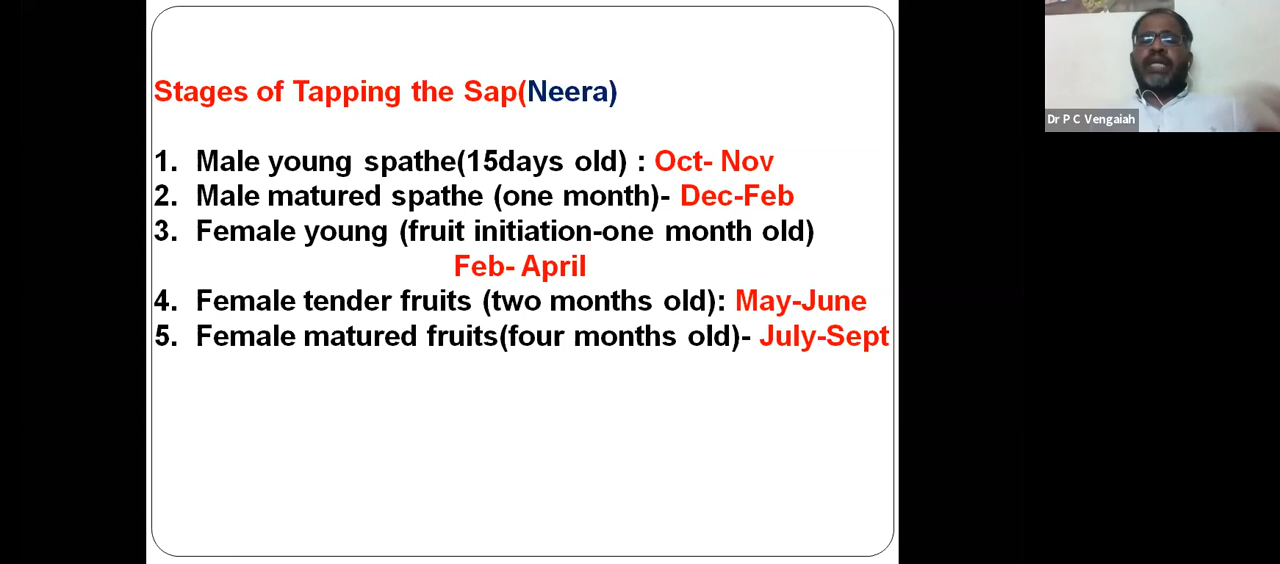 Stages of Tapping the Sap(Neera)
1. Male young spathe(15days old) : Oct- Nov
2. Male matured spathe (one month)- Dec-Feb
3. Female young (fruit initiation-one month old)
Feb- April
4. Female tender fruits (two months old): May-June
5. Female matured fruits(four months old)- July-Sept
Dr P C Vengaiah